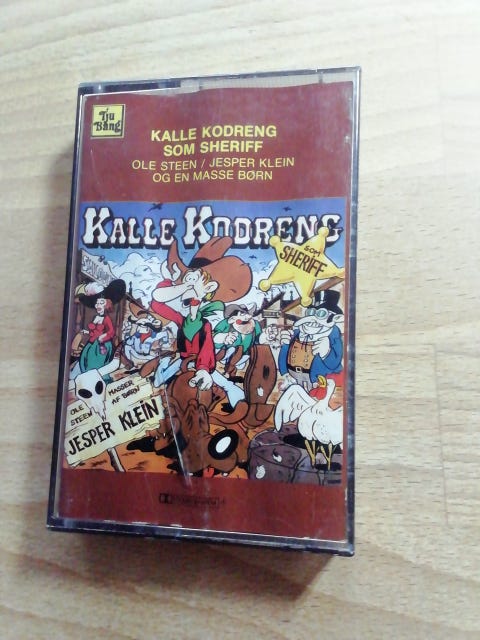 Tju
Bang
KALLE KODRENG
SOM SHERIFF
OLE STEEN / JESPER KLEIN
OG EN MASSE BØRN
KALLE KODRENG
SOM
SHERIFF
OLE
STEEN
MASSER
AF BØRN
JESPER KLEIN